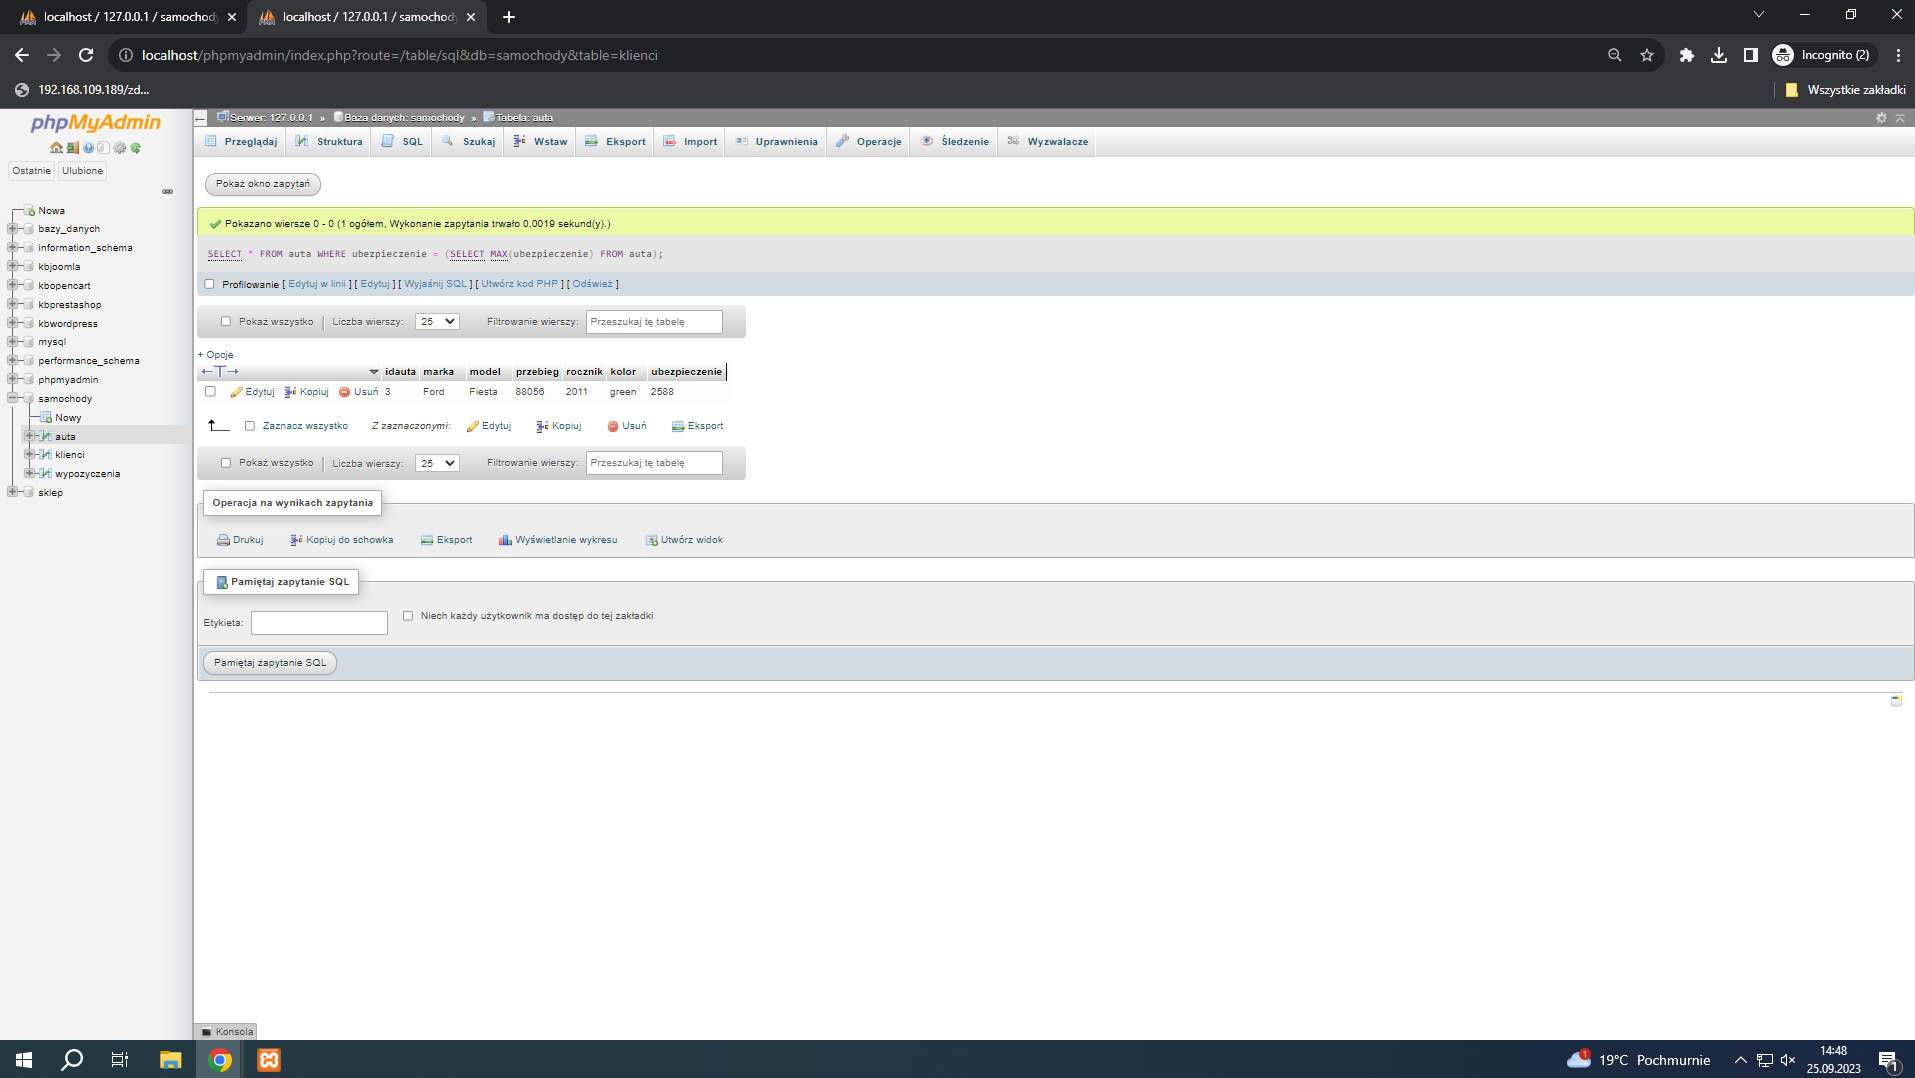 localhost / 127.0.0.1 / samochody
localhost / 127.0.0.1 / samochody
localhost/phpmyadmin/index.php?route=/table/sql&db=samochody&table=klienci
Incognito (2)
192.168.109.189/zd...
Wszystkie zakładki
phpMyAdmin
Ostatnie
Ulubione
Nowa
bazy_danych
information_schema
kbjoomla
kbopencart
kbprestashop
kbwordpress
mysql
performance_schema
phpmyadmin
samochody
Nowy
auta
klienci
wypozyczenia
sklep
Serwer: 127.0.0.1 » Baza danych: samochody » Tabela: auta
Przeglądaj Struktura SQL Szukaj Wstaw Eksport Import Uprawnienia Operacje Śledzenie Wyzwalacze
Pokaż okno zapytań
Pokazano wiersze 0 - 0 (1 ogółem, Wykonanie zapytania trwało 0,0019 sekund(y).)
SELECT * FROM auta WHERE ubezpieczenie = (SELECT MAX(ubezpieczenie) FROM auta);
Profilowanie [ Edytuj w linii ] [ Edytuj ] [ Wyjaśnij SQL ] [ Utwórz kod PHP ] [ Odśwież ]
Pokaż wszystko Liczba wierszy: 25 Filtrowanie wierszy: Przeszukaj tę tabelę
+ Opcje
←T→ idauta marka model przebieg rocznik kolor ubezpieczenie
Edytuj Kopiuj Usuń 3 Ford Fiesta 88056 2011 green 2588
Zaznacz wszystko Z zaznaczonymi: Edytuj Kopiuj Usuń Eksport
Pokaż wszystko Liczba wierszy: 25 Filtrowanie wierszy: Przeszukaj tę tabelę
Operacja na wynikach zapytania
Drukuj Kopiuj do schowka Eksport Wyświetlanie wykresu Utwórz widok
Pamiętaj zapytanie SQL
Etykieta: Niech każdy użytkownik ma dostęp do tej zakładki
Pamiętaj zapytanie SQL
Konsola
1
19°C Pochmurnie
14:48
25.09.2023
1